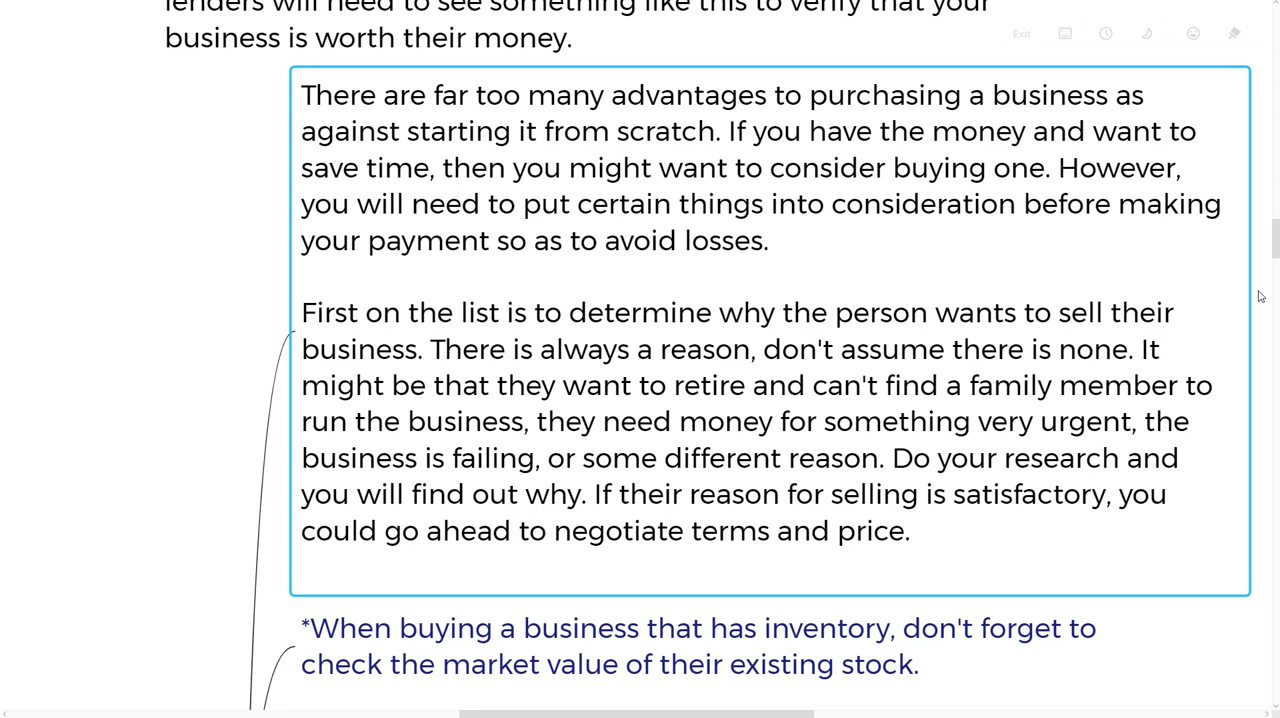 lenders will need to see something like this to verify that your
business is worth their money.
Exit
There are far too many advantages to purchasing a business as
against starting it from scratch. If you have the money and want to
save time, then you might want to consider buying one. However,
you will need to put certain things into consideration before making
your payment so as to avoid losses.
First on the list is to determine why the person wants to sell their
business. There is always a reason, don't assume there is none. It
might be that they want to retire and can't find a family member to
run the business, they need money for something very urgent, the
business is failing, or some different reason. Do your research and
you will find out why. If their reason for selling is satisfactory, you
could go ahead to negotiate terms and price.
*When buying a business that has inventory, don't forget to
check the market value of their existing stock.